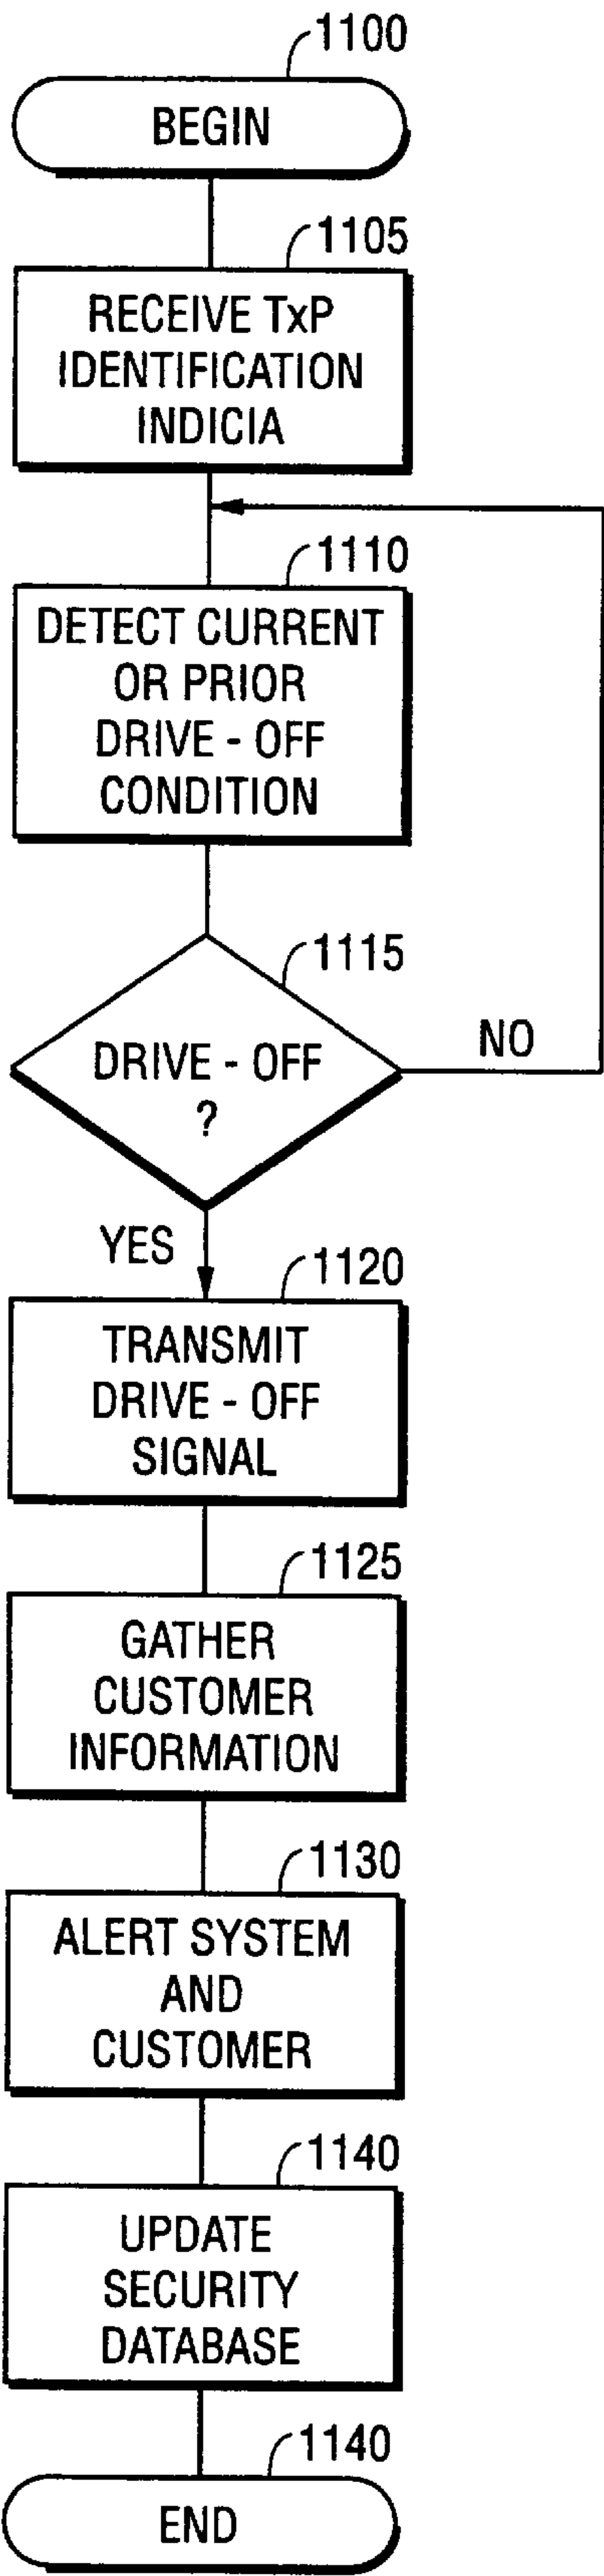 1100
BEGIN
1105
RECEIVE TxP
IDENTIFICATION
INDICIA
1110
DETECT CURRENT
OR PRIOR
DRIVE - OFF
CONDITION
1115
DRIVE - OFF
?
NO
YES
1120
TRANSMIT
DRIVE - OFF
SIGNAL
1125
GATHER
CUSTOMER
INFORMATION
1130
ALERT SYSTEM
AND
CUSTOMER
1140
UPDATE
SECURITY
DATABASE
1140
END